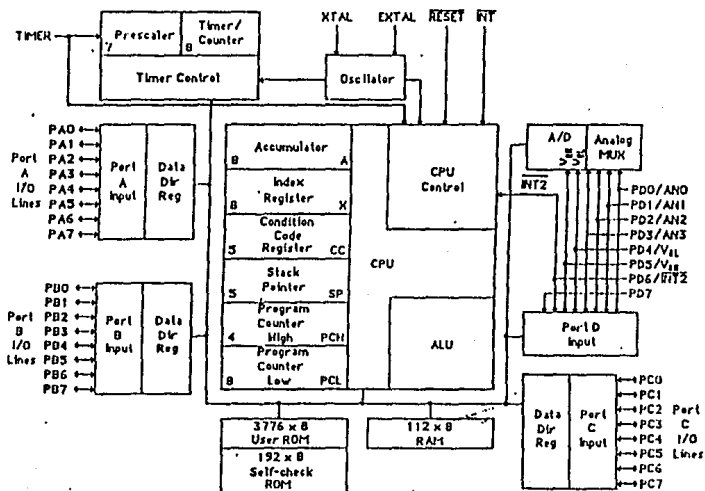 TIMER
Prescaler
7
Timer/
Counter
8
Timer Control
XTAL
EXTAL
RESET
INT
Oscillator
PA0
PA1
Port PA2
A PA3
I/O PA4
Lines PA5
PA6
PA7
Port
A
Input
Data
Dir
Reg
Accumulator
8 A
Index
Register
8 X
Condition
Code
Register
5 CC
Stack
Pointer
5 SP
Program
Counter
4 High PCH
Program
Counter
8 Low PCL
CPU
CPU
Control
ALU
INT2
A/D
Analog
MUX
PD0/AN0
PD1/AN1
PD2/AN2
PD3/AN3
PD4/V
PD5/V
PD6/INT2
PD7
Port D
Input
PB0
PB1
Port PB2
B PB3
I/O PB4
Lines PB5
PB6
PB7
Port
B
Input
Data
Dir
Reg
3776 x 8
User ROM
192 x 8
Self-check
ROM
112 x 8
RAM
Data
Dir
Reg
Port
C
Input
PC0
PC1
PC2 Port
PC3 C
PC4 I/O
PC5 Lines
PC6
PC7